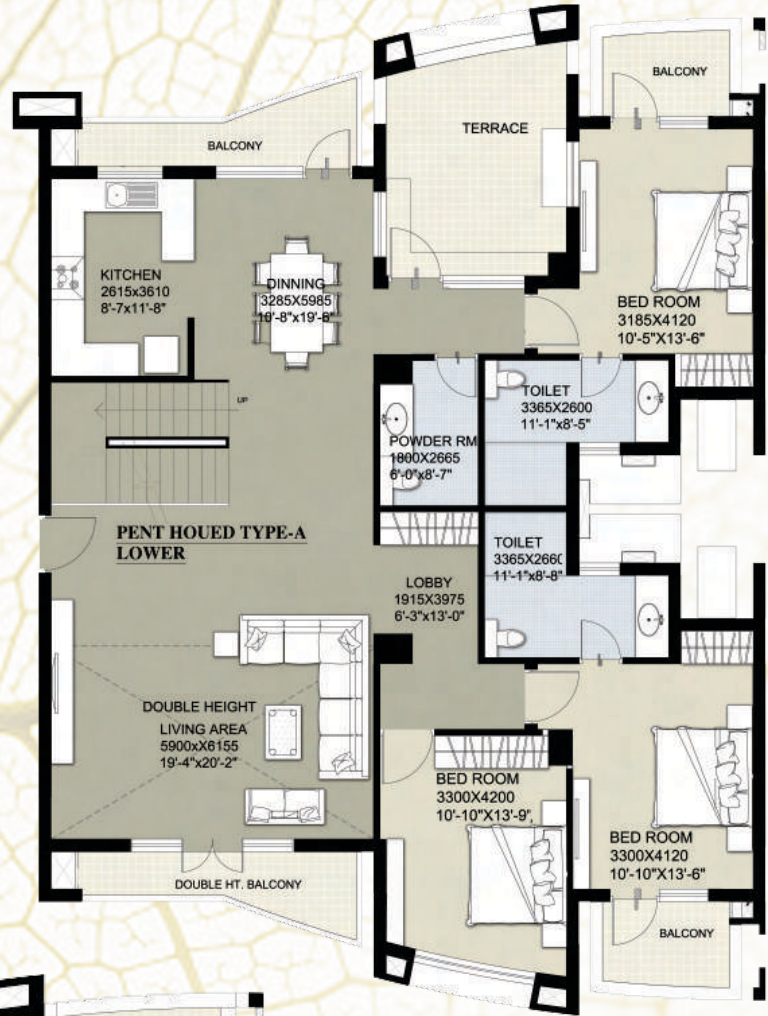 BALCONY
TERRACE
BALCONY
KITCHEN
2615x3610
8'-7x11'-8"
DINNING
3285X5985
10'-8"x19'-8"
BED ROOM
3185X4120
10'-5"X13'-6"
UP
POWDER RM
1800X2665
6'-0"x8'-7"
TOILET
3365X2600
11'-1"x8'-5"
PENT HOUED TYPE-A
LOWER
TOILET
3365X2660
11'-1"x8'-8"
LOBBY
1915X3975
6'-3"x13'-0"
DOUBLE HEIGHT
LIVING AREA
5900xX6155
19'-4"x20'-2"
BED ROOM
3300X4200
10'-10"X13'-9"
BED ROOM
3300X4120
10'-10"X13'-6"
DOUBLE HT. BALCONY
BALCONY